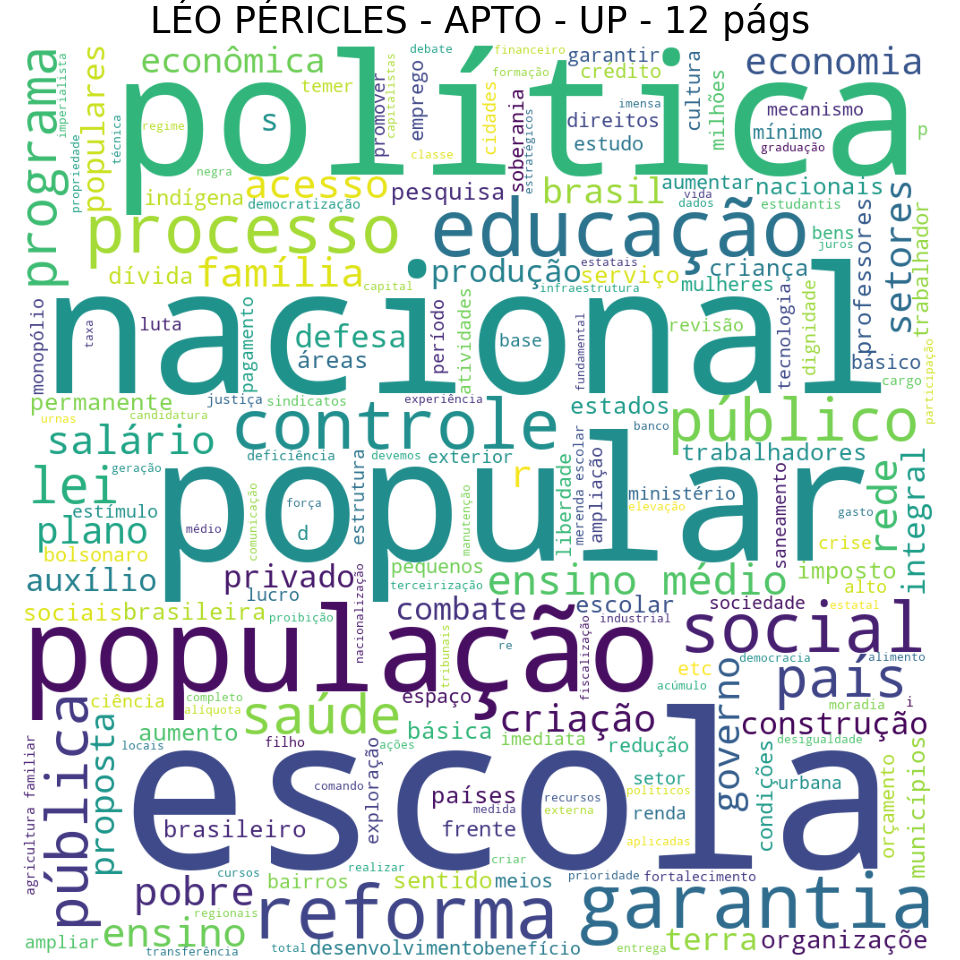 LÉO PÉRICLES - APTO - UP - 12 págs
programa
imperialista
propriedade
populares
técnica
econômica
política
regime
s
temer
negra
indígena
democratização
promover
capitalistas
debate
emprego
classe
financeiro
formação
cidades
garantir
crédito
soberania
estratégicos
direitos
estudo
imensa
cultura
milhões
economia
mecanismo
mínimo
graduação
p
acesso
pesquisa
brasil
aumentar
vida
dados
nacionais
estudantis
processo
educação
bens
juros
professores
setores
trabalhador
dívida
família
capital
produção
estatais
serviço
infraestrutura
criança
mulheres
nacional
monopólio
taxa
luta
pagamento
defesa
áreas
período
atividades
base
fundamental
revisão
tecnologia
dignidade
básico
cargo
participação
permanente
urnas
candidatura
justiça
sindicatos
experiência
controle
estados
banco
público
salário
popular
deficiência
devemos
exterior
trabalhadores
lei
geração
estímulo
plano
bolsonaro
médio
comunicação
força
d
estrutura
manutenção
r
liberdade
merenda escolar
ampliação
ministério
elevação
saneamento
gasto
crise
rede
integral
auxílio
privado
lucro
pequenos
terceirização
ensino médio
imposto
alto
sociais
brasileira
proibição
nacionalização
combate
escolar
industrial
sociedade
estatal
população
tribunais
re
fiscalização
social
etc
democracia
alimento
acúmulo
país
ciência
completo
alíquota
espaço
moradia
i
pública
proposta
saúde
básica
criação
governo
construção
aumento
locais
filho
ações
imediata
redução
desigualdade
agricultura familiar
escola
comando
exploração
países
medida
recursos
externa
setor
políticos
renda
condições
urbana
orçamento
municípios
brasileiro
frente
aplicadas
criar
realizar
cursos
pobre
bairros
sentido
meios
prioridade
fortalecimento
regionais
reforma
garantia
ampliar
ensino
transferência
total
desenvolvimento
benefício
entrega
terra
organizaçõe